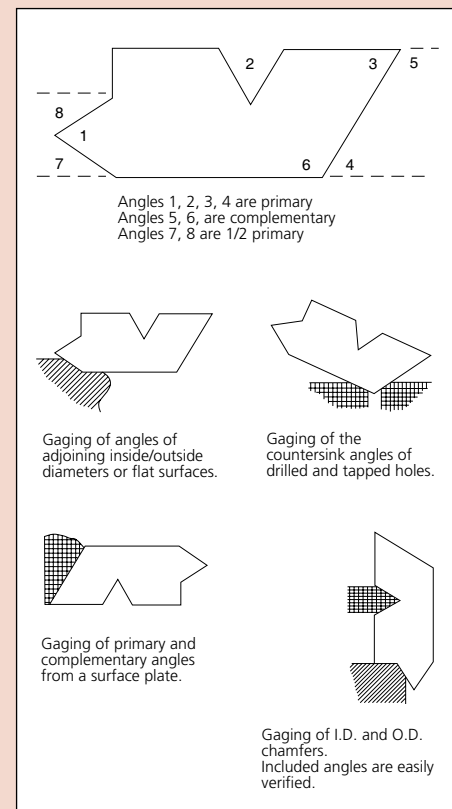 2
3
5
8
1
7
6
4
Angles 1, 2, 3, 4 are primary
Angles 5, 6, are complementary
Angles 7, 8 are 1/2 primary
Gaging of angles of
adjoining inside/outside
diameters or flat surfaces.
Gaging of the
countersink angles of
drilled and tapped holes.
Gaging of primary and
complementary angles
from a surface plate.
Gaging of I.D. and O.D.
chamfers.
Included angles are easily
verified.